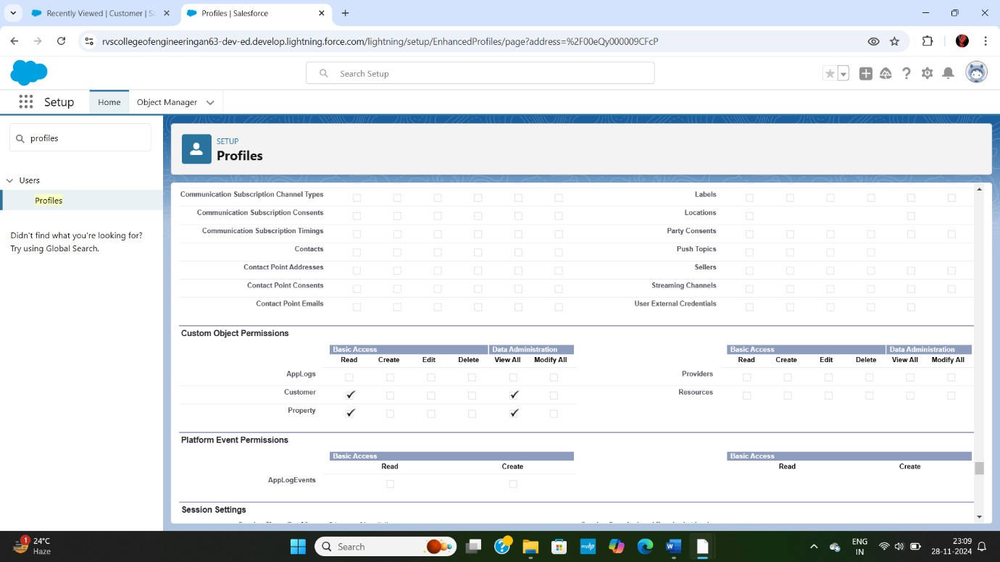 Recently Viewed | Customer | Sa
Profiles | Salesforce
rvscollegeofengineeringan63-dev-ed.develop.lightning.force.com/lightning/setup/EnhancedProfiles/page?address=%2F00eQy000009CFcP
Search Setup
Setup
Home
Object Manager
profiles
Users
Profiles
Didn't find what you're looking for?
Try using Global Search.
SETUP
Profiles
Communication Subscription Channel Types Labels
Communication Subscription Consents Locations
Communication Subscription Timings Party Consents
Contacts Push Topics
Contact Point Addresses Sellers
Contact Point Consents Streaming Channels
Contact Point Emails User External Credentials
Custom Object Permissions
Basic Access Data Administration Basic Access Data Administration
Read Create Edit Delete View All Modify All Read Create Edit Delete View All Modify All
AppLogs Providers
Customer Resources
Property
Platform Event Permissions
Basic Access Basic Access
Read Create Read Create
AppLogEvents
Session Settings
1
24°C
Haze
Search
myhp
ENG
IN
23:09
28-11-2024